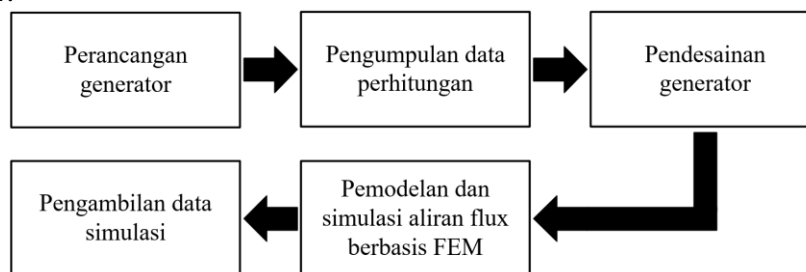 Perancangan
generator
Pengumpulan data
perhitungan
Pendesainan
generator
Pemodelan dan
simulasi aliran flux
berbasis FEM
Pengambilan data
simulasi